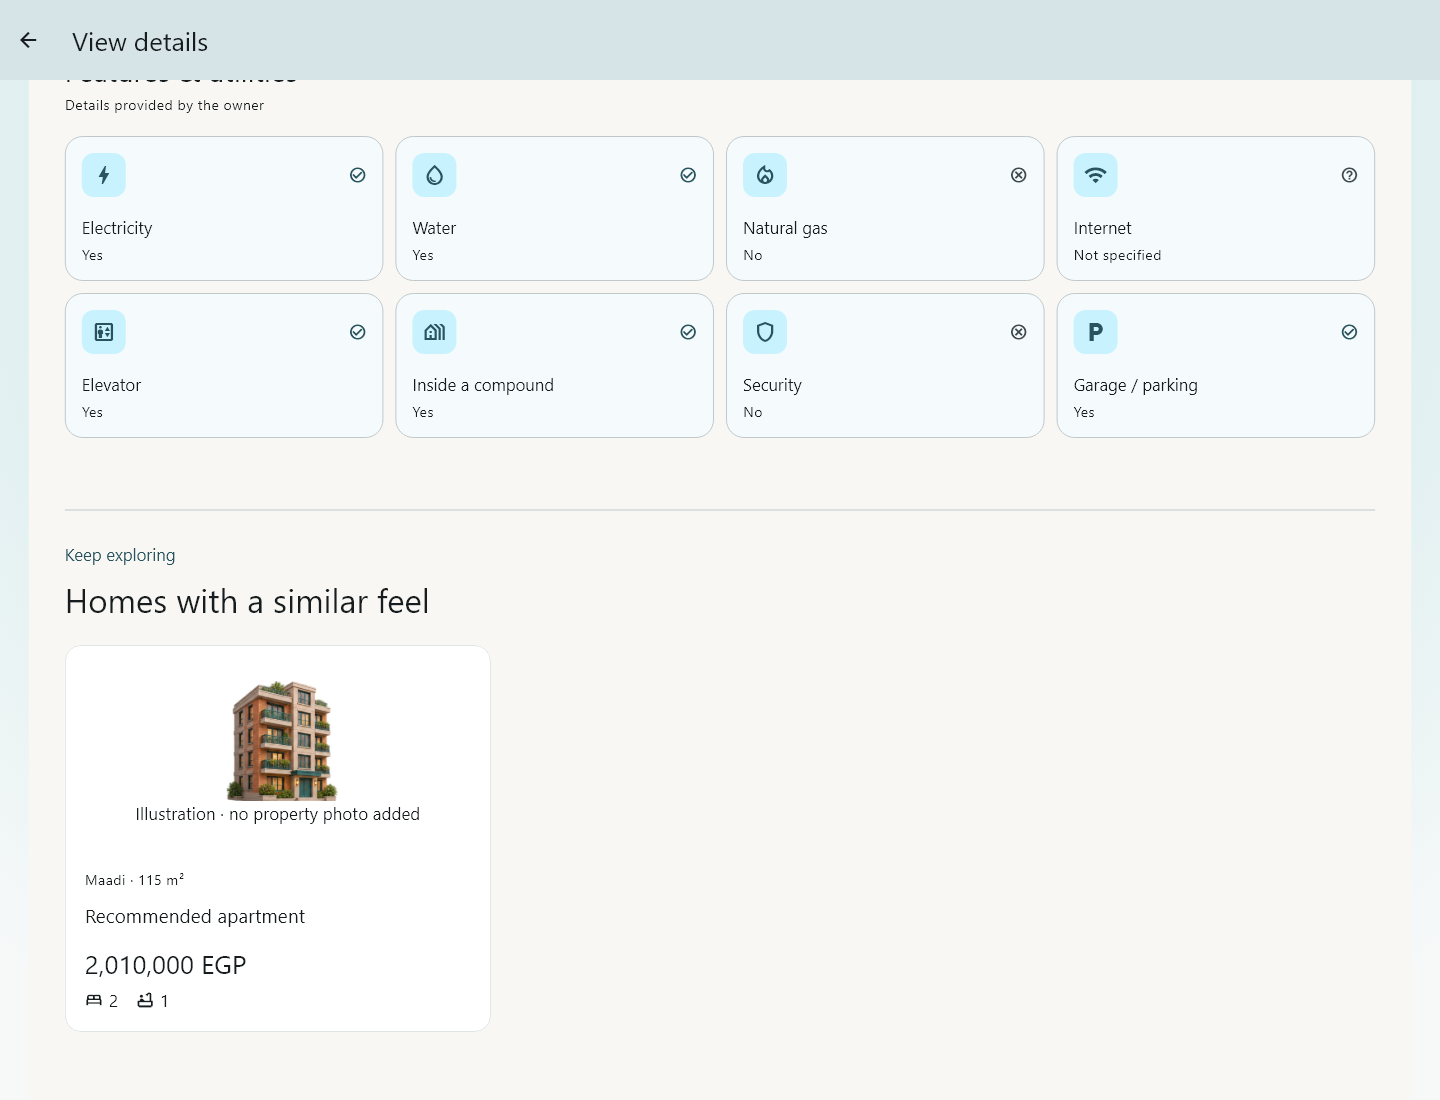 View details
Features & utilities
Details provided by the owner
Electricity
Yes
Water
Yes
Natural gas
No
Internet
Not specified
Elevator
Yes
Inside a compound
Yes
Security
No
P
Garage / parking
Yes
Keep exploring
Homes with a similar feel
Illustration · no property photo added
Maadi · 115 m²
Recommended apartment
2,010,000 EGP
2 1